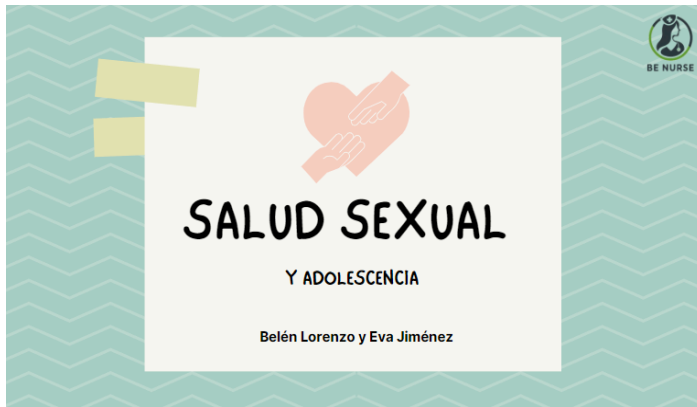 BE NURSE
SALUD SEXUAL
Y ADOLESCENCIA
Belén Lorenzo y Eva Jiménez